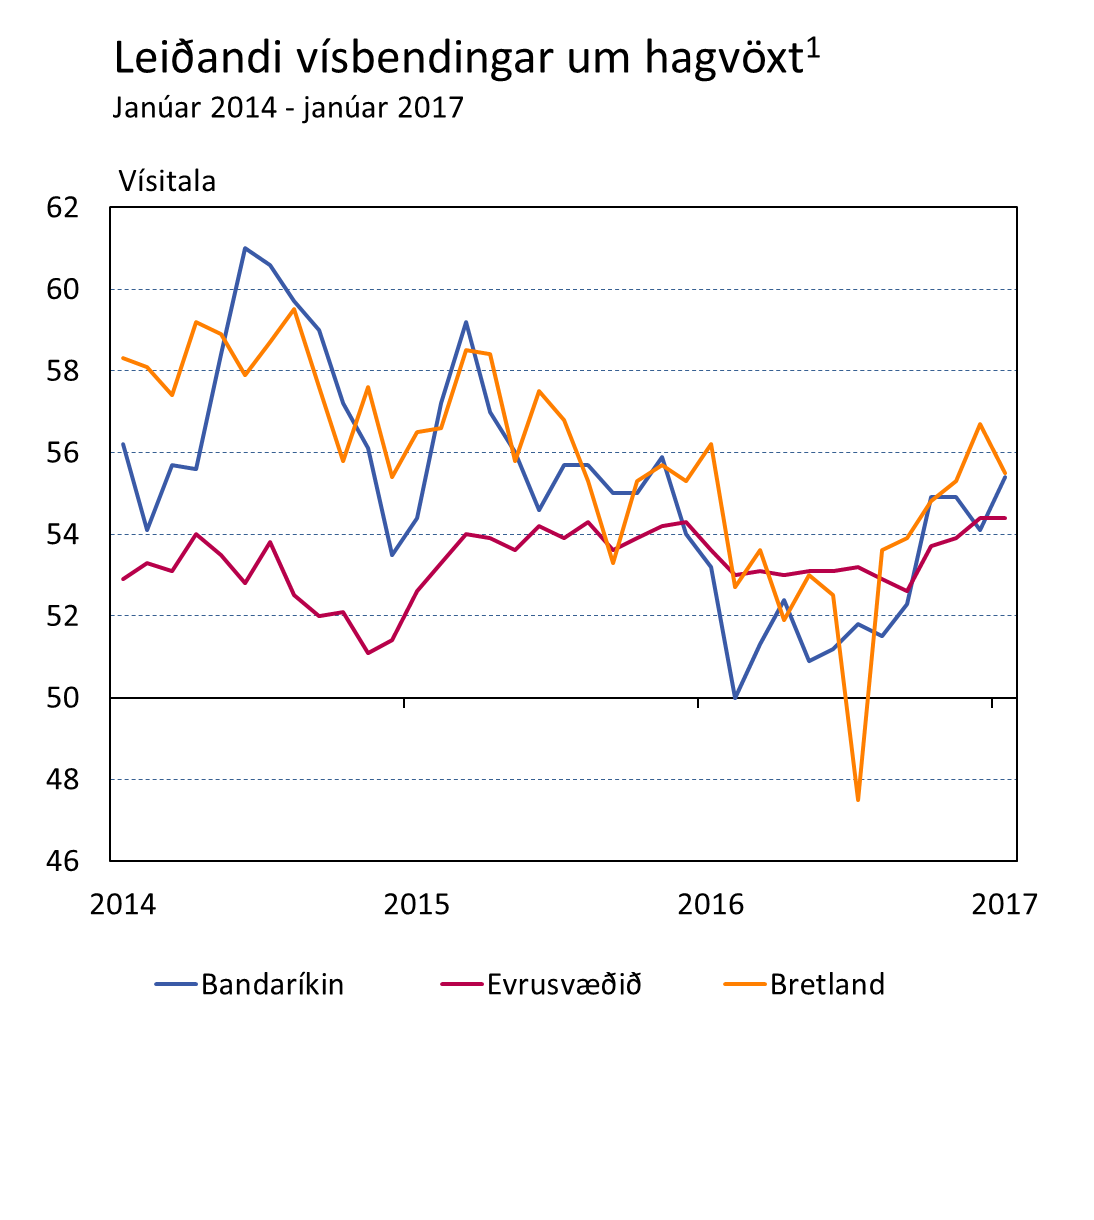 Leiðandi vísbendingar um hagvöxt¹
Janúar 2014 - janúar 2017
Vísitala
62
60
58
56
54
52
50
48
46
2014 2015 2016 2017
Bandaríkin Evrusvæðið Bretland